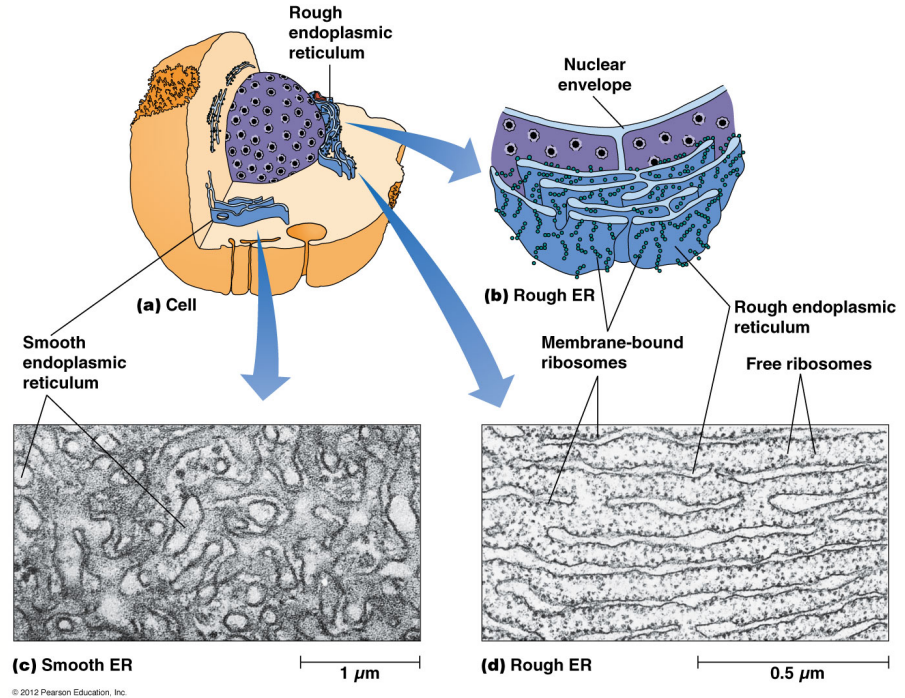 Rough
endoplasmic
reticulum
Nuclear
envelope
(a) Cell
(b) Rough ER
Smooth
endoplasmic
reticulum
Membrane-bound
ribosomes
Rough endoplasmic
reticulum
Free ribosomes
(c) Smooth ER
1 µm
(d) Rough ER
0.5 µm
© 2012 Pearson Education, Inc.